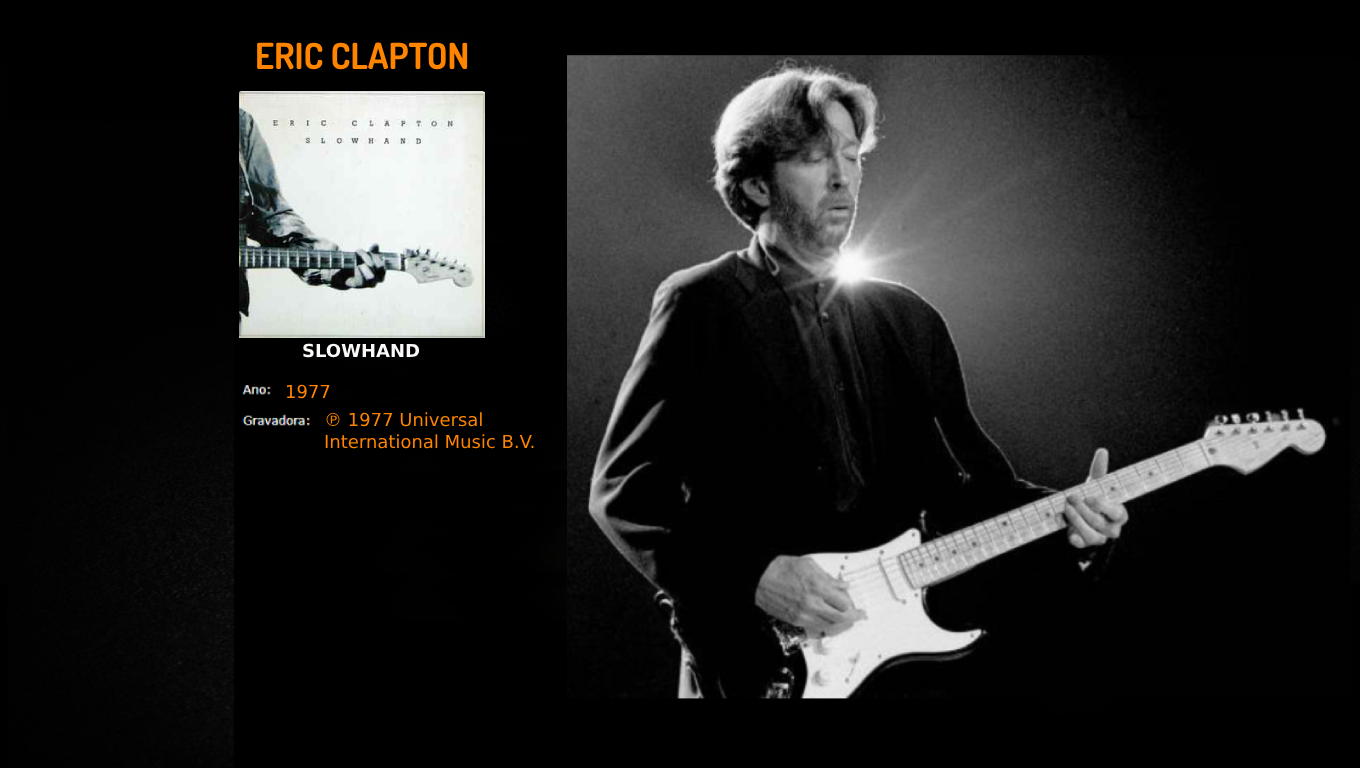 ERIC CLAPTON
ERIC CLAPTON
SLOWHAND
SLOWHAND
Ano: 1977
Gravadora: ℗ 1977 Universal
International Music B.V.